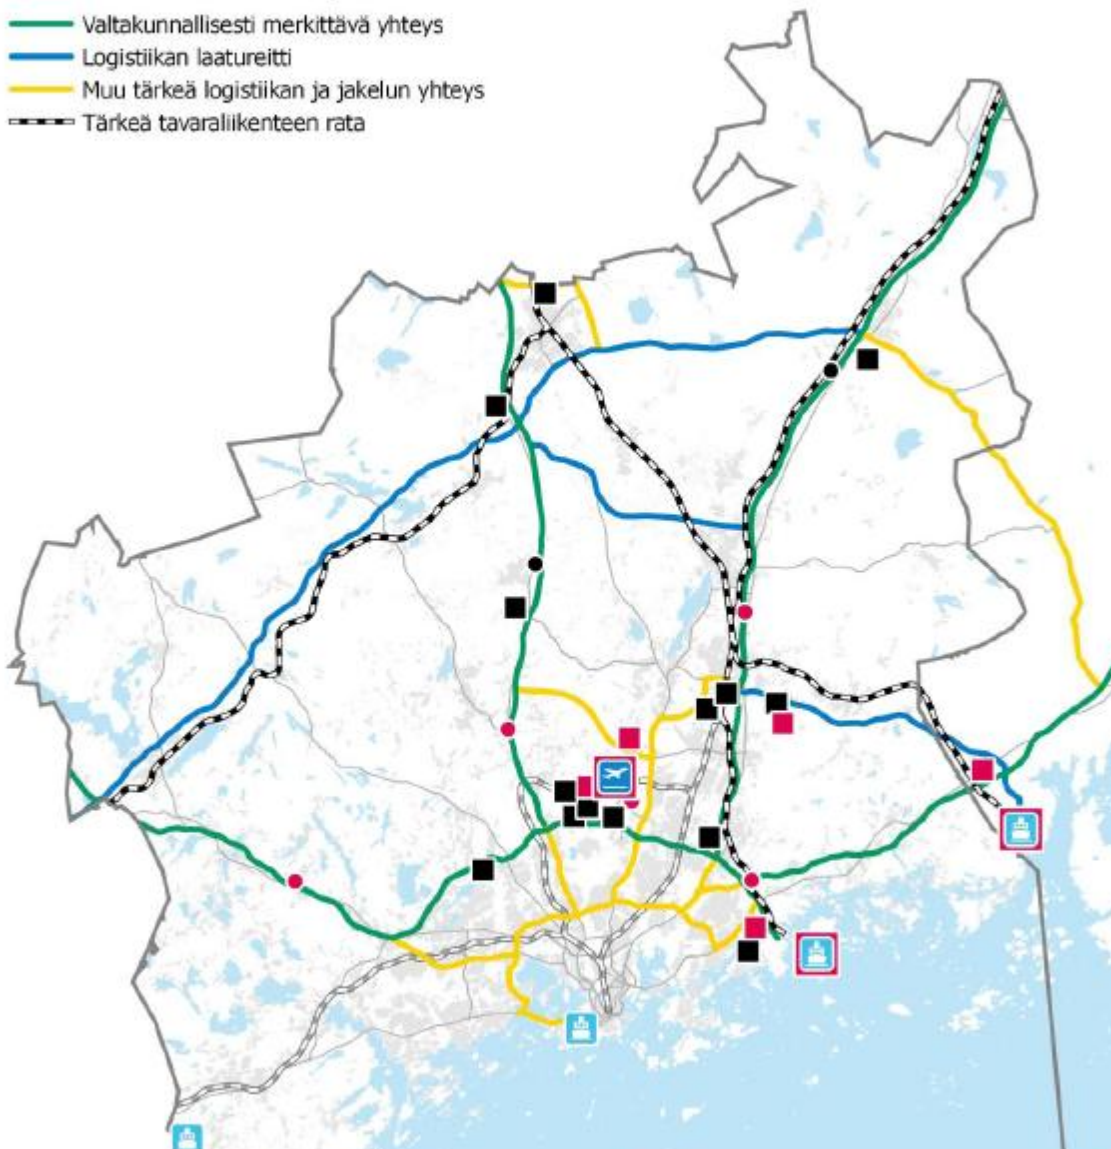 Valtakunnallisesti merkittävä yhteys
Logistiikan laatureitti
Muu tärkeä logistiikan ja jakelun yhteys
Tärkeä tavaraliikenteen rata